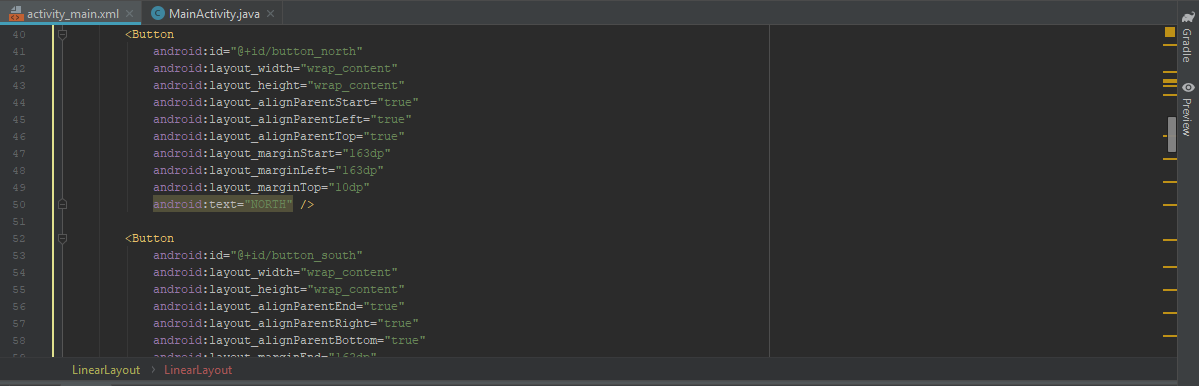 activity_main.xml × MainActivity.java ×
40 <Button
41 android:id="@+id/button_north"
42 android:layout_width="wrap_content"
43 android:layout_height="wrap_content"
44 android:layout_alignParentStart="true"
45 android:layout_alignParentLeft="true"
46 android:layout_alignParentTop="true"
47 android:layout_marginStart="163dp"
48 android:layout_marginLeft="163dp"
49 android:layout_marginTop="10dp"
50 android:text="NORTH" />
51
52 <Button
53 android:id="@+id/button_south"
54 android:layout_width="wrap_content"
55 android:layout_height="wrap_content"
56 android:layout_alignParentEnd="true"
57 android:layout_alignParentRight="true"
58 android:layout_alignParentBottom="true"
59 android:layout_marginEnd="163dp"
LinearLayout › LinearLayout
Gradle
Preview